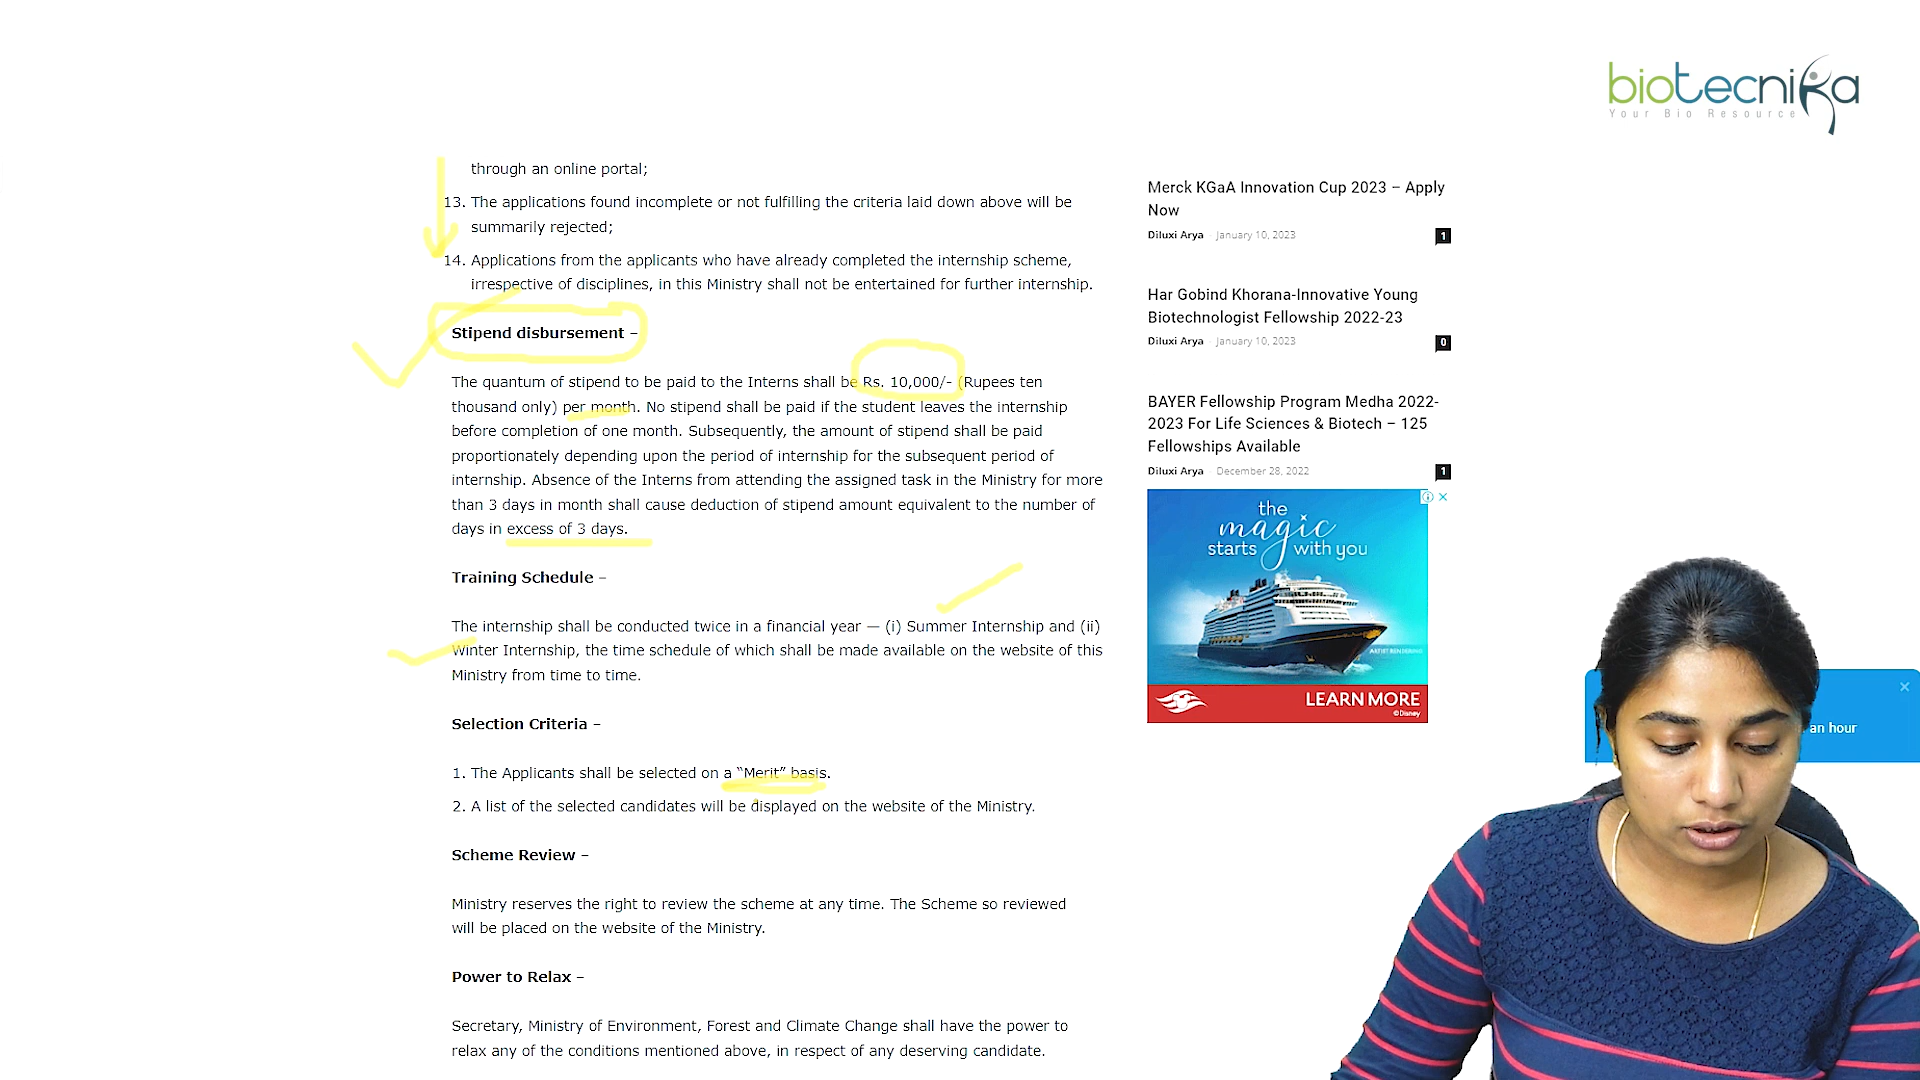 biotecnika
Your Bio Resource
through an online portal;
13. The applications found incomplete or not fulfilling the criteria laid down above will be
summarily rejected;
14. Applications from the applicants who have already completed the internship scheme,
irrespective of disciplines, in this Ministry shall not be entertained for further internship.
Stipend disbursement –
The quantum of stipend to be paid to the Interns shall be Rs. 10,000/- (Rupees ten
thousand only) per month. No stipend shall be paid if the student leaves the internship
before completion of one month. Subsequently, the amount of stipend shall be paid
proportionately depending upon the period of internship for the subsequent period of
internship. Absence of the Interns from attending the assigned task in the Ministry for more
than 3 days in month shall cause deduction of stipend amount equivalent to the number of
days in excess of 3 days.
Training Schedule –
The internship shall be conducted twice in a financial year — (i) Summer Internship and (ii)
Winter Internship, the time schedule of which shall be made available on the website of this
Ministry from time to time.
Selection Criteria –
1. The Applicants shall be selected on a “Merit” basis.
2. A list of the selected candidates will be displayed on the website of the Ministry.
Scheme Review –
Ministry reserves the right to review the scheme at any time. The Scheme so reviewed
will be placed on the website of the Ministry.
Power to Relax –
Secretary, Ministry of Environment, Forest and Climate Change shall have the power to
relax any of the conditions mentioned above, in respect of any deserving candidate.
Merck KGaA Innovation Cup 2023 – Apply
Now
Diluxi Arya - January 10, 2023 1
Har Gobind Khorana-Innovative Young
Biotechnologist Fellowship 2022-23
Diluxi Arya - January 10, 2023 0
BAYER Fellowship Program Medha 2022-
2023 For Life Sciences & Biotech – 125
Fellowships Available
Diluxi Arya - December 28, 2022 1
the
magic
starts with you
ARTIST RENDERING
LEARN MORE
©Disney
an hour